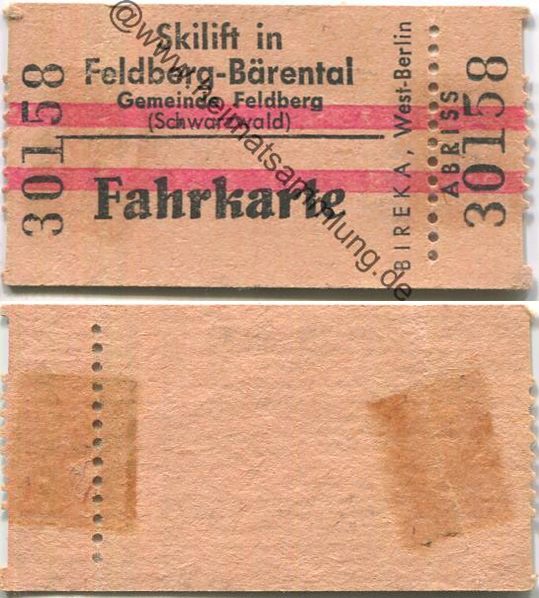 30158
Skilift in
Feldberg-Bärental
Gemeinde Feldberg
(Schwarzwald)
Fahrkarte
BIREKA, West-Berlin
ABRISS
30158
@www.heimatsammlung.de